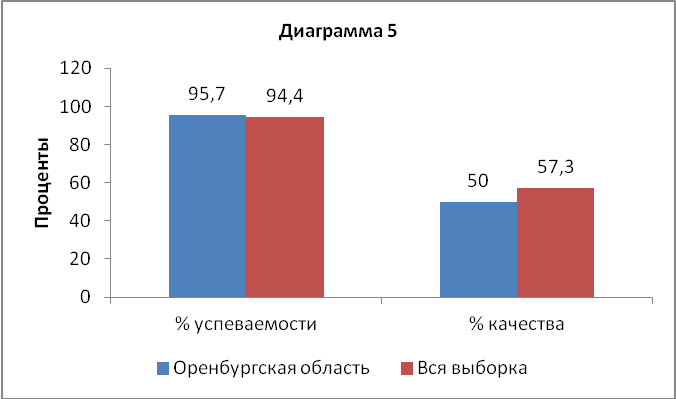 Диаграмма 5
Проценты
120
100
80
60
40
20
0
95,7
94,4
50
57,3
% успеваемости
% качества
Оренбургская область
Вся выборка